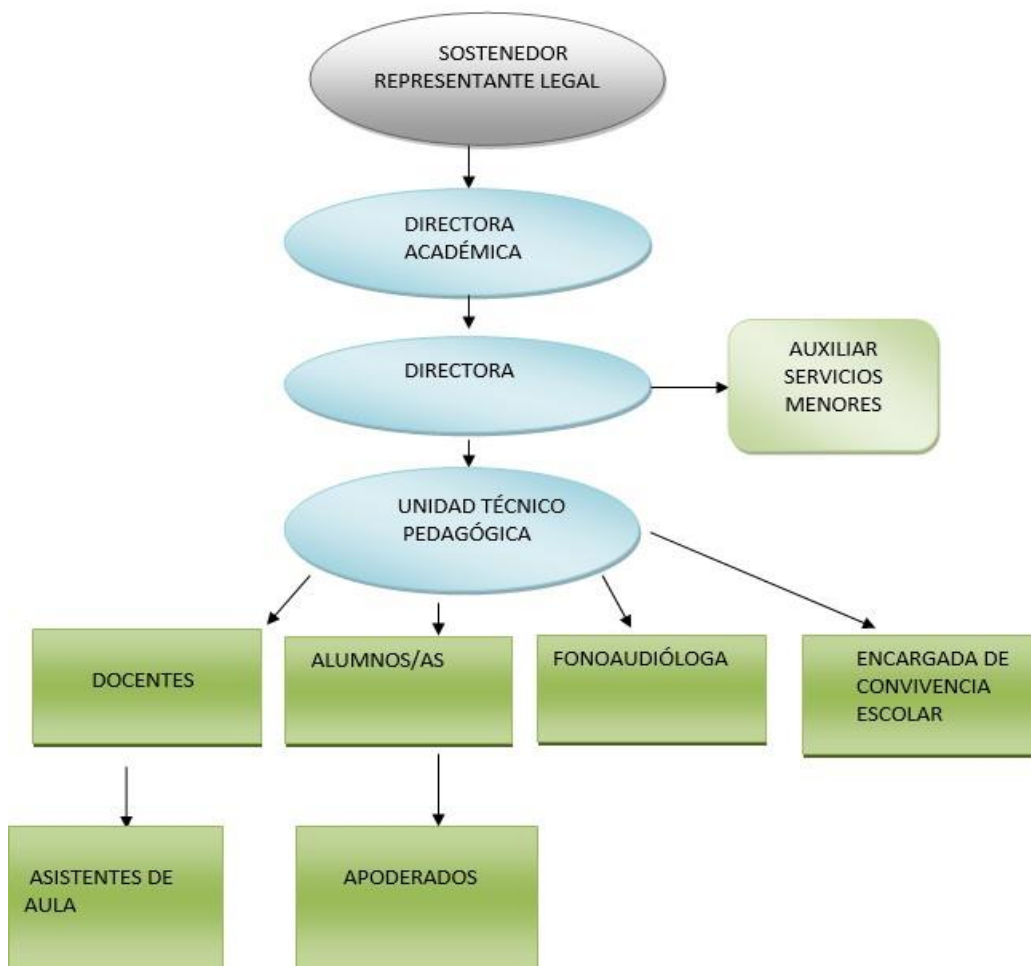 SOSTENEDOR
REPRESENTANTE LEGAL
DIRECTORA
ACADÉMICA
DIRECTORA
AUXILIAR
SERVICIOS
MENORES
UNIDAD TÉCNICO
PEDAGÓGICA
DOCENTES
ALUMNOS/AS
FONOAUDIÓLOGA
ENCARGADA DE
CONVIVENCIA
ESCOLAR
ASISTENTES DE
AULA
APODERADOS